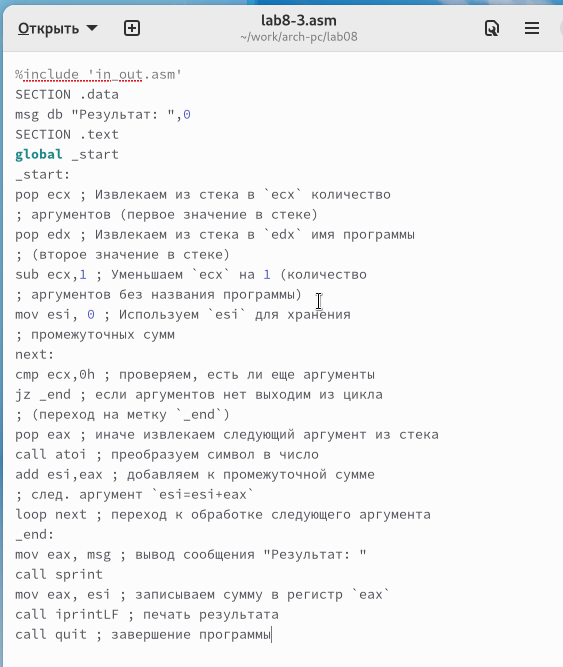 Открыть
lab8-3.asm
~/work/arch-pc/lab08
%include 'in_out.asm'
SECTION .data
msg db "Результат: ",0
SECTION .text
global _start
_start:
pop ecx ; Извлекаем из стека в `ecx` количество
; аргументов (первое значение в стеке)
pop edx ; Извлекаем из стека в `edx` имя программы
; (второе значение в стеке)
sub ecx,1 ; Уменьшаем `ecx` на 1 (количество
; аргументов без названия программы)
mov esi, 0 ; Используем `esi` для хранения
; промежуточных сумм
next:
cmp ecx,0h ; проверяем, есть ли еще аргументы
jz _end ; если аргументов нет выходим из цикла
; (переход на метку `_end`)
pop eax ; иначе извлекаем следующий аргумент из стека
call atoi ; преобразуем символ в число
add esi,eax ; добавляем к промежуточной сумме
; след. аргумент `esi=esi+eax`
loop next ; переход к обработке следующего аргумента
_end:
mov eax, msg ; вывод сообщения "Результат: "
call sprint
mov eax, esi ; записываем сумму в регистр `eax`
call iprintLF ; печать результата
call quit ; завершение программы